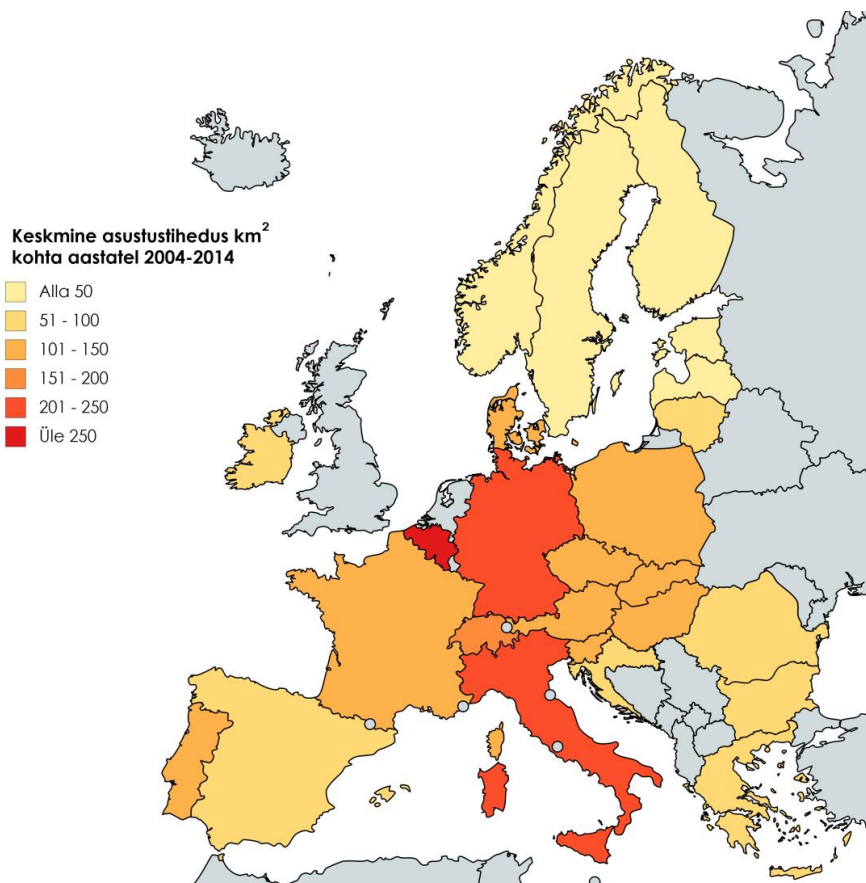 Keskmine asustustihedus km²
kohta aastatel 2004-2014
Alla 50
51 - 100
101 - 150
151 - 200
201 - 250
Üle 250